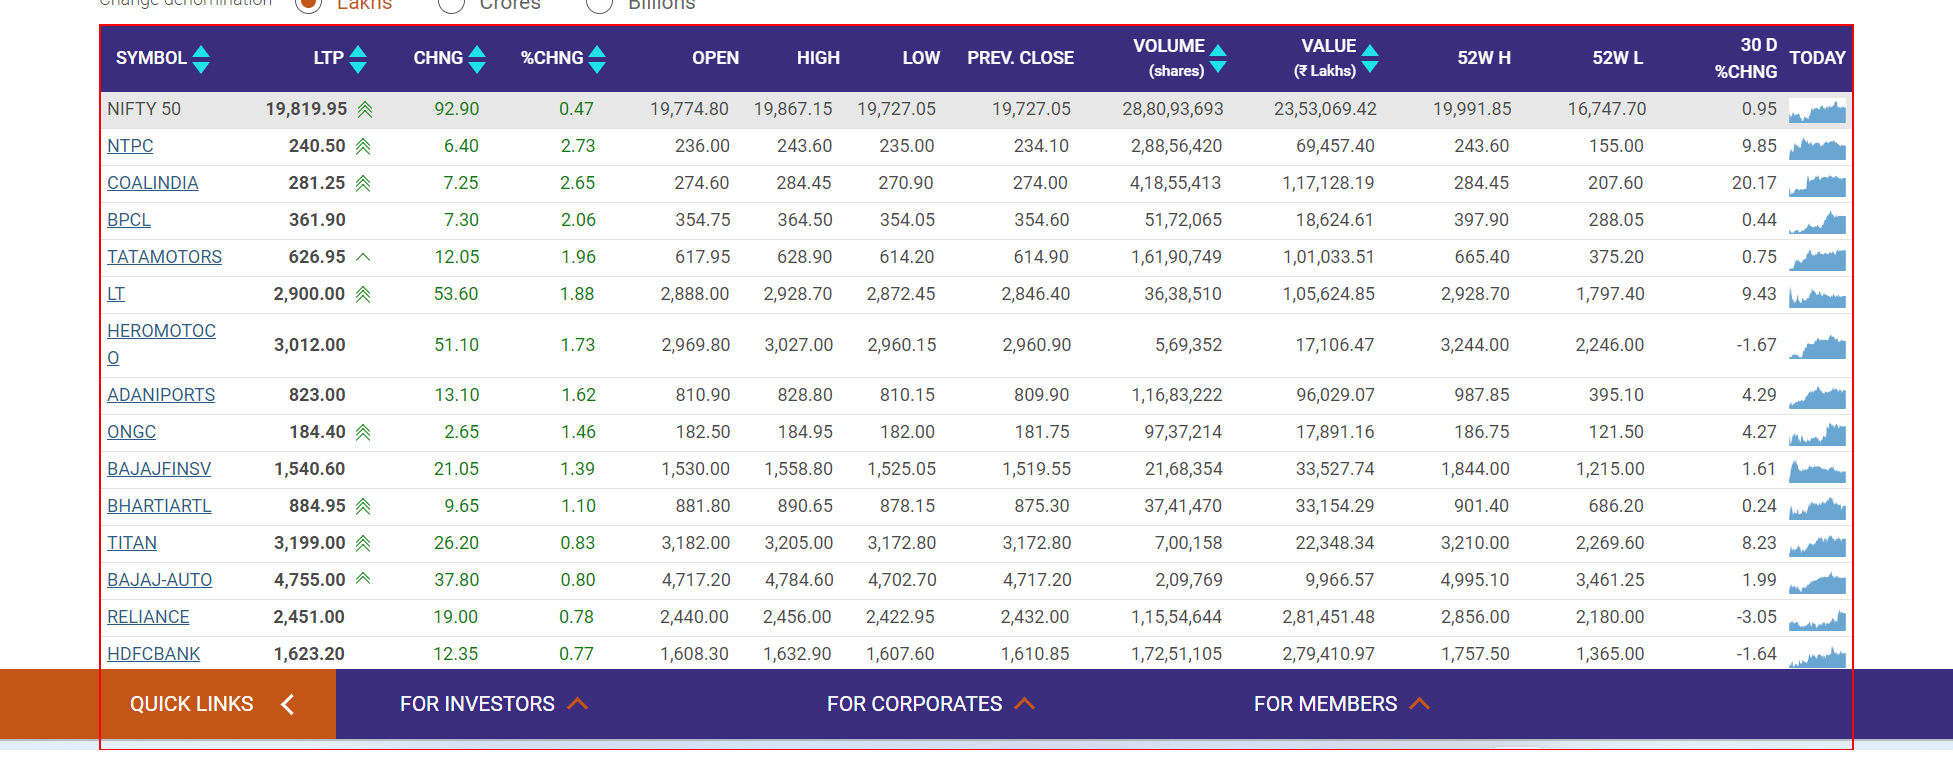 Change denomination Lakhs Crores Billions
SYMBOL LTP CHNG %CHNG OPEN HIGH LOW PREV. CLOSE VOLUME (shares) VALUE (₹ Lakhs) 52W H 52W L 30 D %CHNG TODAY
NIFTY 50 19,819.95 92.90 0.47 19,774.80 19,867.15 19,727.05 19,727.05 28,80,93,693 23,53,069.42 19,991.85 16,747.70 0.95
NTPC 240.50 6.40 2.73 236.00 243.60 235.00 234.10 2,88,56,420 69,457.40 243.60 155.00 9.85
COALINDIA 281.25 7.25 2.65 274.60 284.45 270.90 274.00 4,18,55,413 1,17,128.19 284.45 207.60 20.17
BPCL 361.90 7.30 2.06 354.75 364.50 354.05 354.60 51,72,065 18,624.61 397.90 288.05 0.44
TATAMOTORS 626.95 12.05 1.96 617.95 628.90 614.20 614.90 1,61,90,749 1,01,033.51 665.40 375.20 0.75
LT 2,900.00 53.60 1.88 2,888.00 2,928.70 2,872.45 2,846.40 36,38,510 1,05,624.85 2,928.70 1,797.40 9.43
HEROMOTOC
O 3,012.00 51.10 1.73 2,969.80 3,027.00 2,960.15 2,960.90 5,69,352 17,106.47 3,244.00 2,246.00 -1.67
ADANIPORTS 823.00 13.10 1.62 810.90 828.80 810.15 809.90 1,16,83,222 96,029.07 987.85 395.10 4.29
ONGC 184.40 2.65 1.46 182.50 184.95 182.00 181.75 97,37,214 17,891.16 186.75 121.50 4.27
BAJAJFINSV 1,540.60 21.05 1.39 1,530.00 1,558.80 1,525.05 1,519.55 21,68,354 33,527.74 1,844.00 1,215.00 1.61
BHARTIARTL 884.95 9.65 1.10 881.80 890.65 878.15 875.30 37,41,470 33,154.29 901.40 686.20 0.24
TITAN 3,199.00 26.20 0.83 3,182.00 3,205.00 3,172.80 3,172.80 7,00,158 22,348.34 3,210.00 2,269.60 8.23
BAJAJ-AUTO 4,755.00 37.80 0.80 4,717.20 4,784.60 4,702.70 4,717.20 2,09,769 9,966.57 4,995.10 3,461.25 1.99
RELIANCE 2,451.00 19.00 0.78 2,440.00 2,456.00 2,422.95 2,432.00 1,15,54,644 2,81,451.48 2,856.00 2,180.00 -3.05
HDFCBANK 1,623.20 12.35 0.77 1,608.30 1,632.90 1,607.60 1,610.85 1,72,51,105 2,79,410.97 1,757.50 1,365.00 -1.64
QUICK LINKS FOR INVESTORS FOR CORPORATES FOR MEMBERS